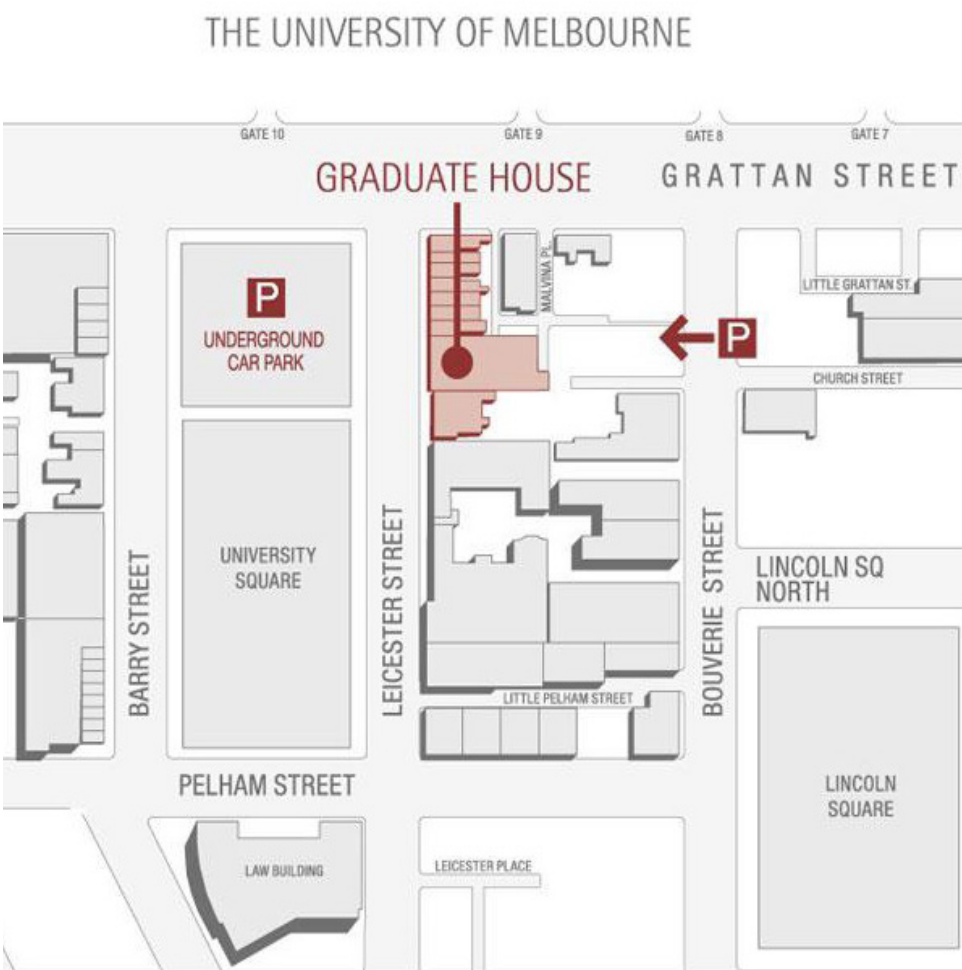 THE UNIVERSITY OF MELBOURNE
GATE 10
GATE 9
GATE 8
GATE 7
GRADUATE HOUSE
GRATTAN STREET
MALVINA PL.
P
UNDERGROUND
CAR PARK
P
LITTLE GRATTAN ST.
CHURCH STREET
BARRY STREET
UNIVERSITY
SQUARE
LEICESTER STREET
BOUVERIE STREET
LINCOLN SQ
NORTH
LITTLE PELHAM STREET
PELHAM STREET
LINCOLN
SQUARE
LAW BUILDING
LEICESTER PLACE